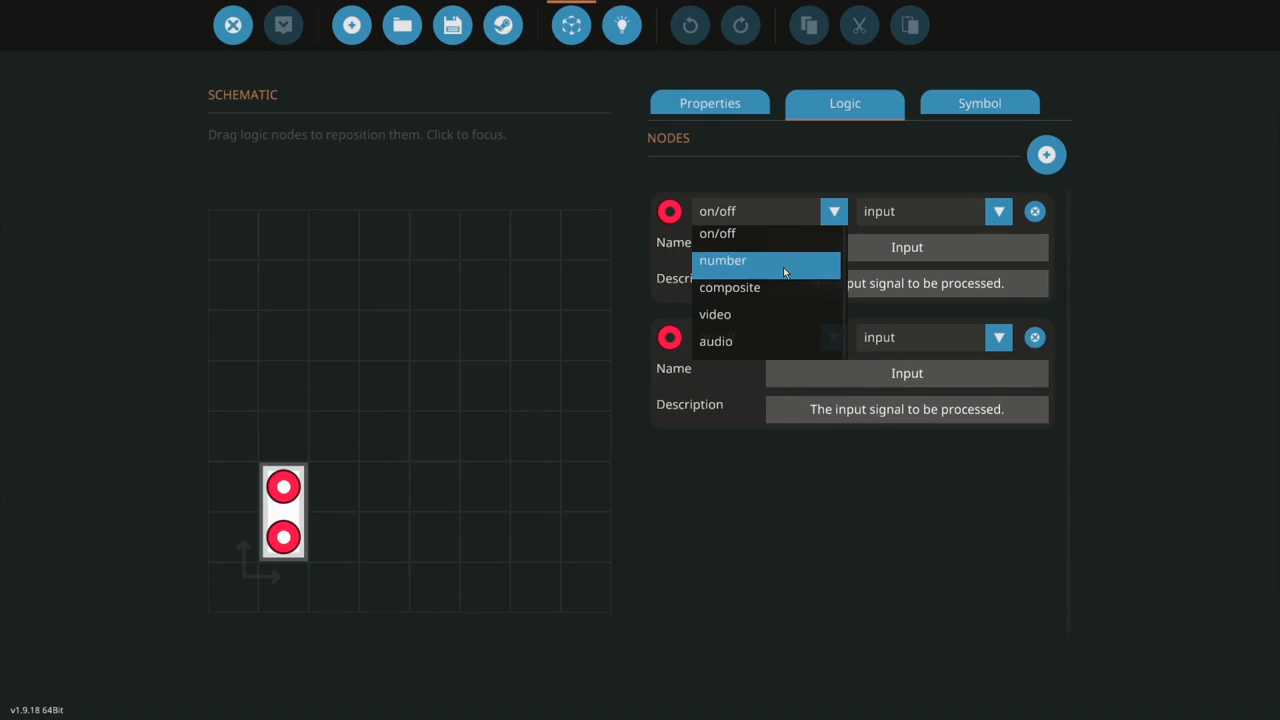 SCHEMATIC
Drag logic nodes to reposition them. Click to focus.
Properties
Logic
Symbol
NODES
on/off
input
on/off
number
composite
video
audio
Name
Input
Descri
put signal to be processed.
input
Name
Input
Description
The input signal to be processed.
v1.9.18 64Bit